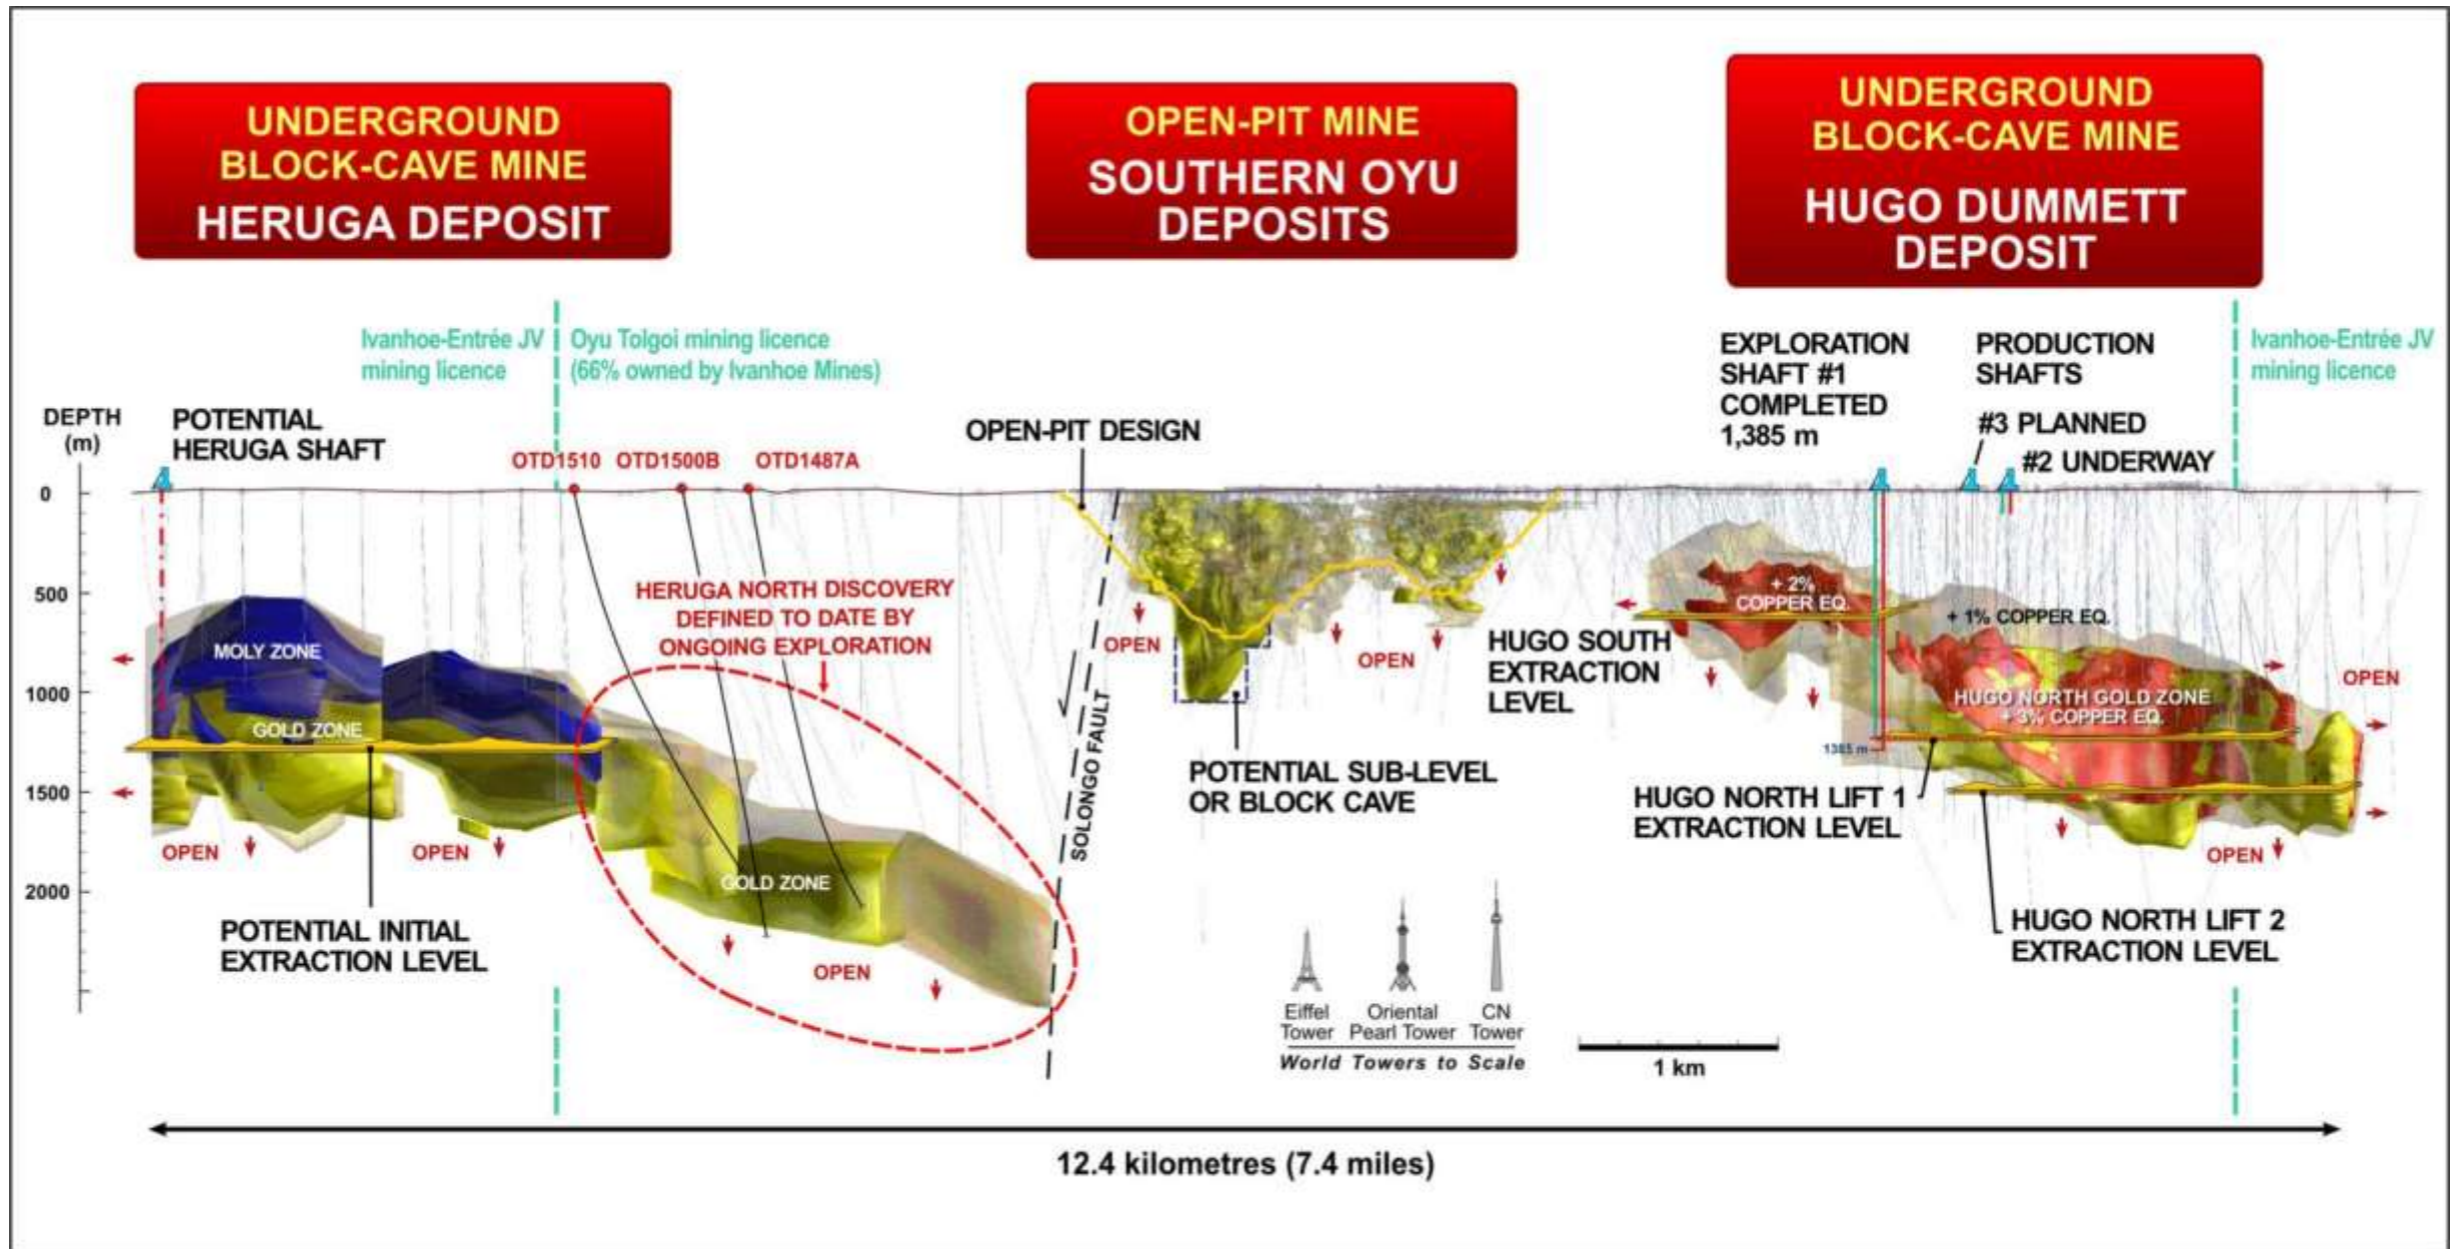 UNDERGROUND
BLOCK-CAVE MINE
HERUGA DEPOSIT
OPEN-PIT MINE
SOUTHERN OYU
DEPOSITS
UNDERGROUND
BLOCK-CAVE MINE
HUGO DUMMETT
DEPOSIT
Ivanhoe-Entrée JV
mining licence
Oyu Tolgoi mining licence
(66% owned by Ivanhoe Mines)
EXPLORATION
SHAFT #1
COMPLETED
1,385 m
PRODUCTION
SHAFTS
#3 PLANNED
#2 UNDERWAY
Ivanhoe-Entrée JV
mining licence
DEPTH
(m)
POTENTIAL
HERUGA SHAFT
OTD1510
OTD1500B
OTD1487A
OPEN-PIT DESIGN
0
500
1000
1500
2000
HERUGA NORTH DISCOVERY
DEFINED TO DATE BY
ONGOING EXPLORATION
MOLY ZONE
GOLD ZONE
OPEN
OPEN
POTENTIAL INITIAL
EXTRACTION LEVEL
GOLD ZONE
OPEN
SOLONGO FAULT
OPEN
OPEN
POTENTIAL SUB-LEVEL
OR BLOCK CAVE
HUGO SOUTH
EXTRACTION
LEVEL
+ 2%
COPPER EQ.
+ 1% COPPER EQ.
HUGO NORTH GOLD ZONE
+ 3% COPPER EQ.
OPEN
1385 m
HUGO NORTH LIFT 1
EXTRACTION LEVEL
OPEN
HUGO NORTH LIFT 2
EXTRACTION LEVEL
Eiffel
Tower
Oriental
Pearl Tower
CN
Tower
World Towers to Scale
1 km
12.4 kilometres (7.4 miles)